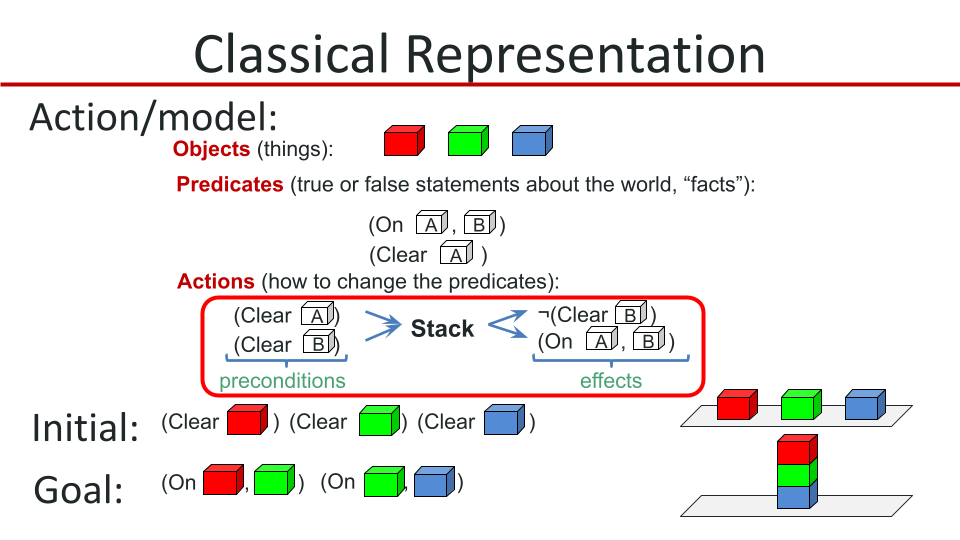 Classical Representation
Action/model:
Objects (things):
Predicates (true or false statements about the world, “facts”):
(On A , B )
(Clear A )
Actions (how to change the predicates):
(Clear A ) Stack ¬(Clear B )
(Clear B ) (On A , B )
preconditions effects
Initial: (Clear ) (Clear ) (Clear )
Goal: (On , ) (On , )